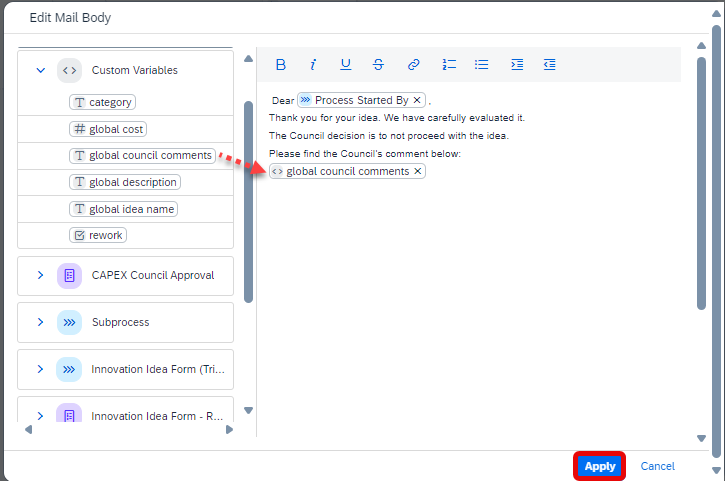 Edit Mail Body
Custom Variables
category
global cost
global council comments
global description
global idea name
rework
CAPEX Council Approval
Subprocess
Innovation Idea Form (Tri...
Innovation Idea Form - R...
B i U S
Dear Process Started By ,
Thank you for your idea. We have carefully evaluated it.
The Council decision is to not proceed with the idea.
Please find the Council's comment below:
global council comments
Apply Cancel